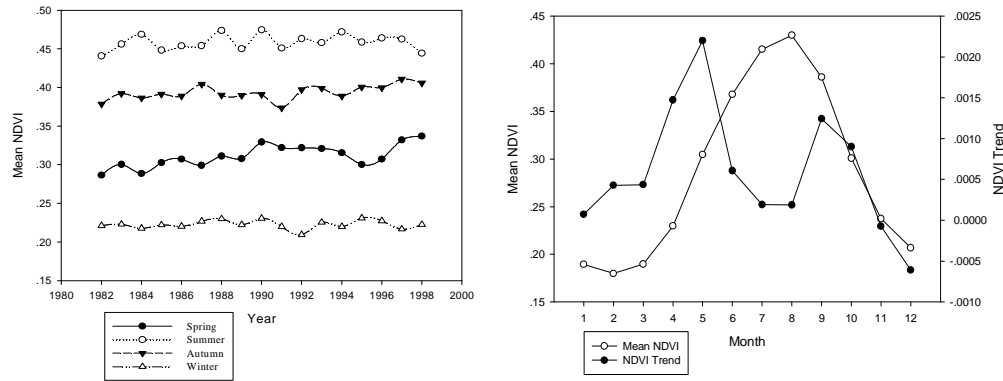 .50
.45
.40
.35
.30
.25
.20
.15
Mean NDVI
1980 1982 1984 1986 1988 1990 1992 1994 1996 1998 2000
Year
Spring
Summer
Autumn
Winter
.45
.40
.35
.30
.25
.20
.15
Mean NDVI
1 2 3 4 5 6 7 8 9 10 11 12
Month
.0025
.0020
.0015
.0010
.0005
0.0000
-.0005
-.0010
NDVI Trend
Mean NDVI
NDVI Trend